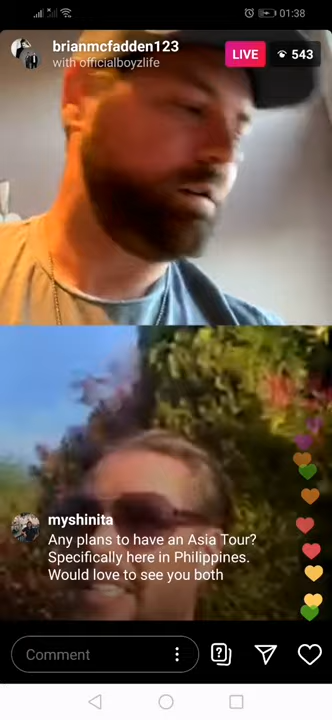 01:38
brianmcfadden123
with officialboyzlife
LIVE
543
myshinita
Any plans to have an Asia Tour?
Specifically here in Philippines.
Would love to see you both
Comment